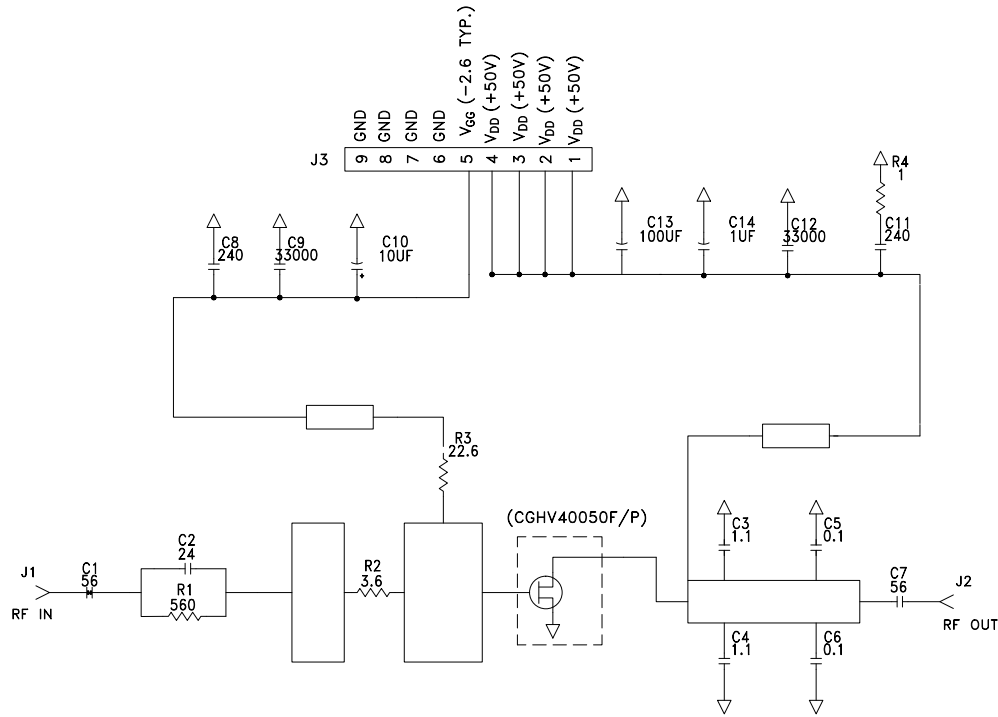 GND
GND
GND
GND
VGG (-2.6 TYP.)
VDD (+50V)
VDD (+50V)
VDD (+50V)
VDD (+50V)
J3
9
8
7
6
5
4
3
2
1
C8
240
C9
33000
C10
10UF
C13
100UF
C14
1UF
C12
33000
R4
1
C11
240
R3
22.6
(CGHV40050F/P)
J1
RF IN
C1
56
C2
24
R1
560
R2
3.6
C3
1.1
C5
0.1
C7
56
J2
RF OUT
C4
1.1
C6
0.1